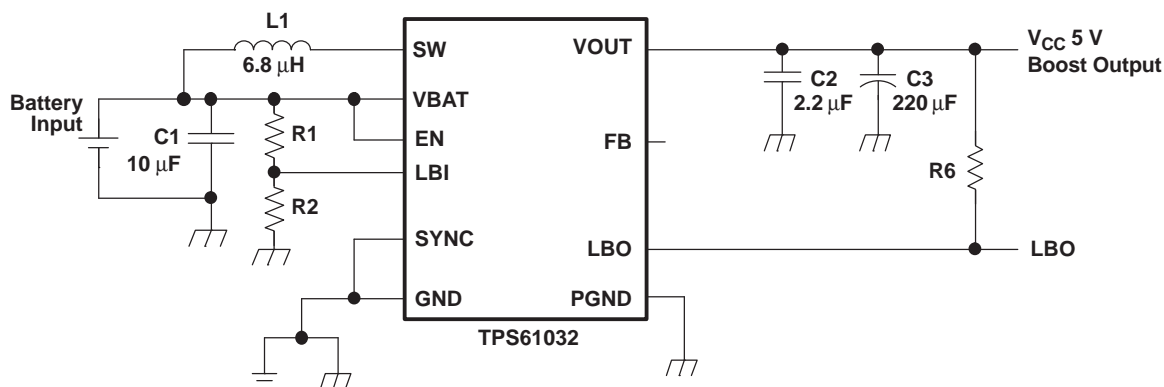 L1
6.8 μH
SW
VOUT
VCC 5 V
Boost Output
C2
2.2 μF
C3
220 μF
Battery
Input
VBAT
R1
C1
10 μF
EN
FB
LBI
R6
R2
SYNC
LBO
LBO
GND
PGND
TPS61032